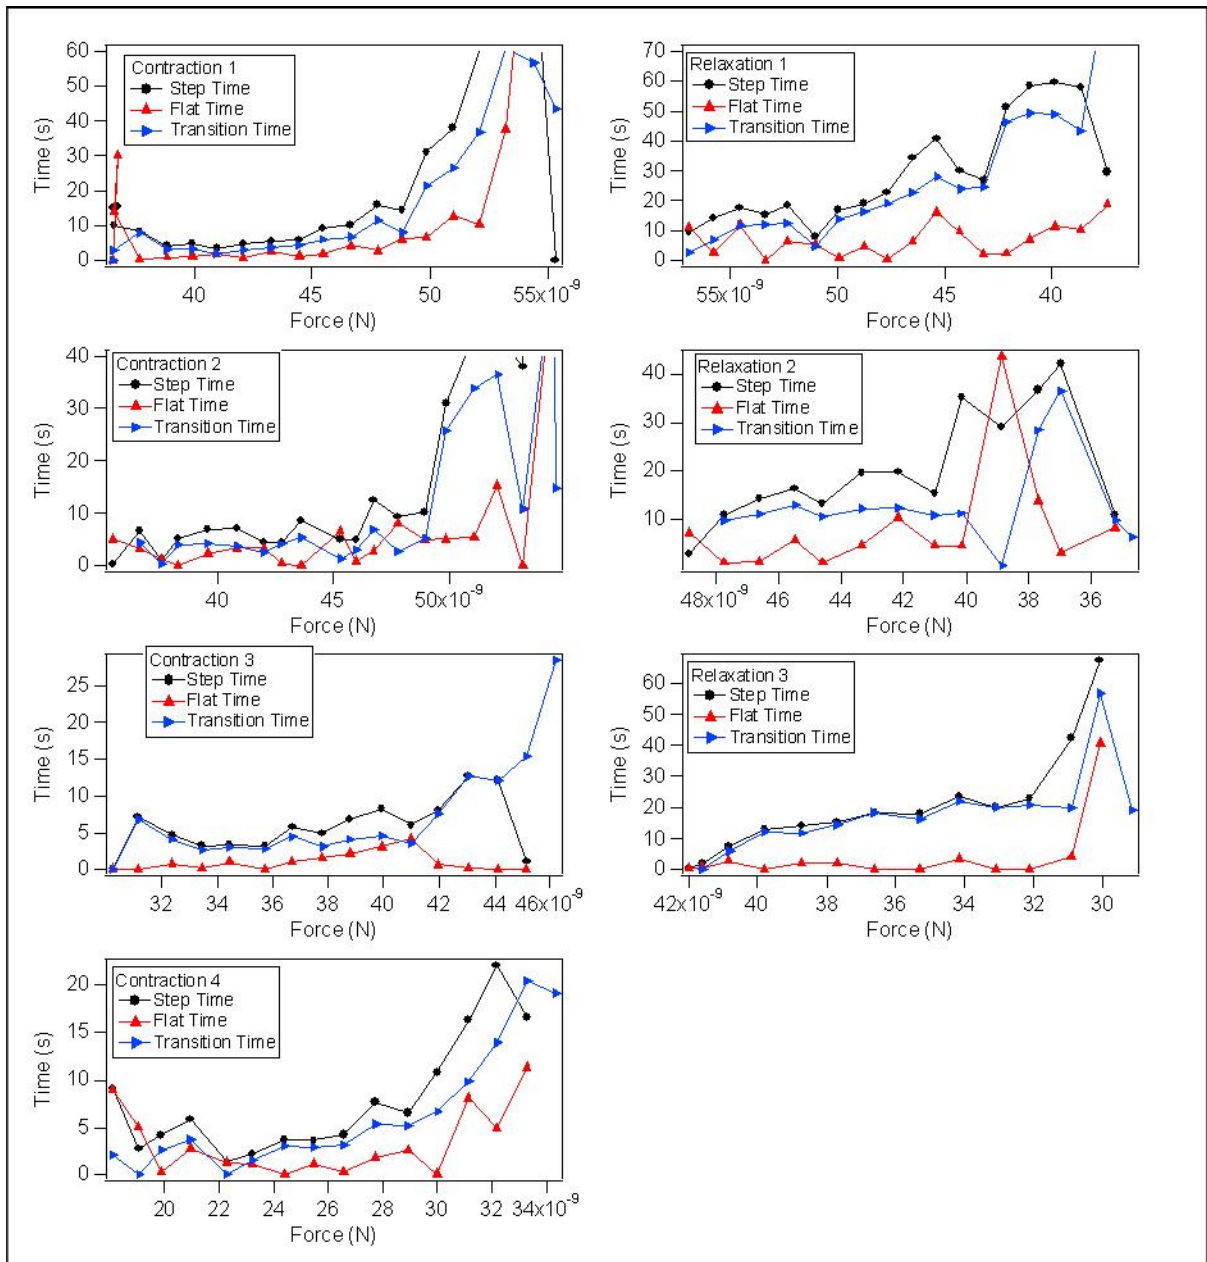 Contraction 1
Step Time
Flat Time
Transition Time
60
50
40
30
20
10
0
Time (s)
40
45
50
55x10-9
Force (N)
Relaxation 1
Step Time
Flat Time
Transition Time
70
60
50
40
30
20
10
0
Time (s)
55x10-9
50
45
40
Force (N)
Contraction 2
Step Time
Flat Time
Transition Time
40
30
20
10
0
Time (s)
40
45
50x10-9
Force (N)
Relaxation 2
Step Time
Flat Time
Transition Time
40
30
20
10
Time (s)
48x10-9
46
44
42
40
38
36
Force (N)
Contraction 3
Step Time
Flat Time
Transition Time
25
20
15
10
5
0
Time (s)
32
34
36
38
40
42
44
46x10-9
Force (N)
Relaxation 3
Step Time
Flat Time
Transition Time
60
50
40
30
20
10
0
Time (s)
42x10-9
40
38
36
34
32
30
Force (N)
Contraction 4
Step Time
Flat Time
Transition Time
20
15
10
5
0
Time (s)
20
22
24
26
28
30
32
34x10-9
Force (N)